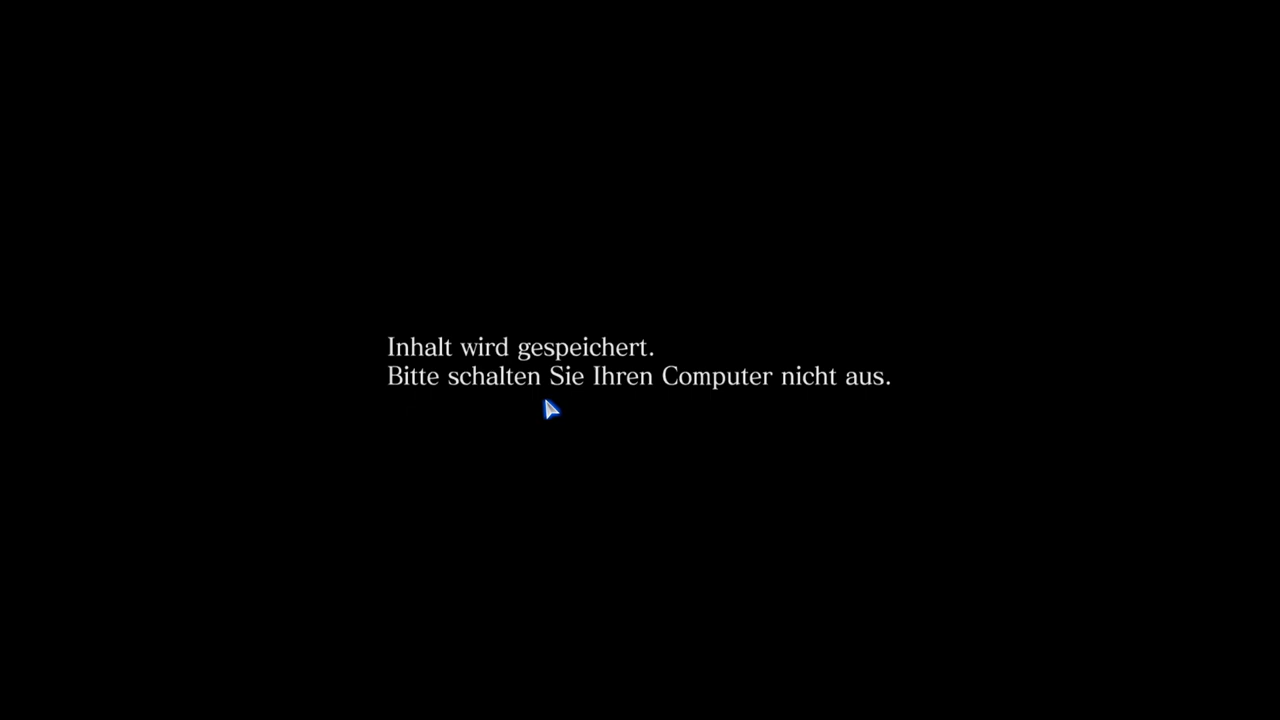 Inhalt wird gespeichert.
Bitte schalten Sie Ihren Computer nicht aus.